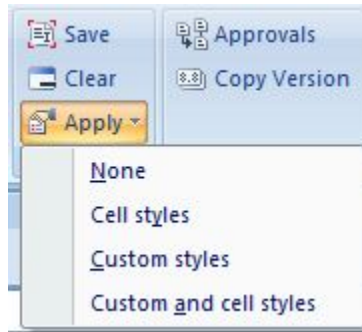 Save
Approvals
Clear
Copy Version
Apply
None
Cell styles
Custom styles
Custom and cell styles